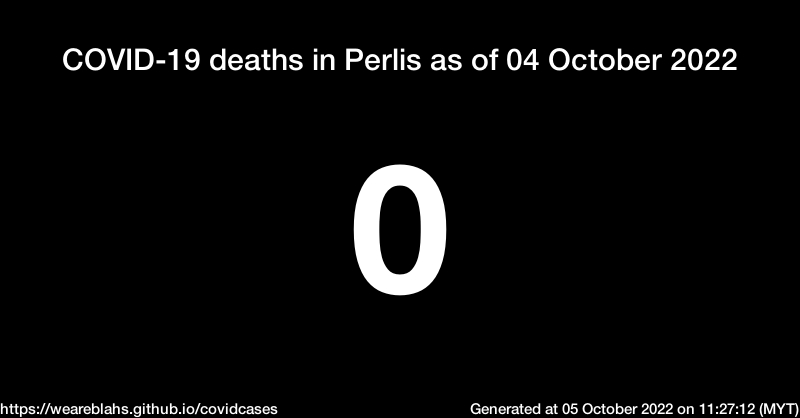 COVID-19 deaths in Perlis as of 04 October 2022
0
https://weareblahs.github.io/covidcases
Generated at 05 October 2022 on 11:27:12 (MYT)